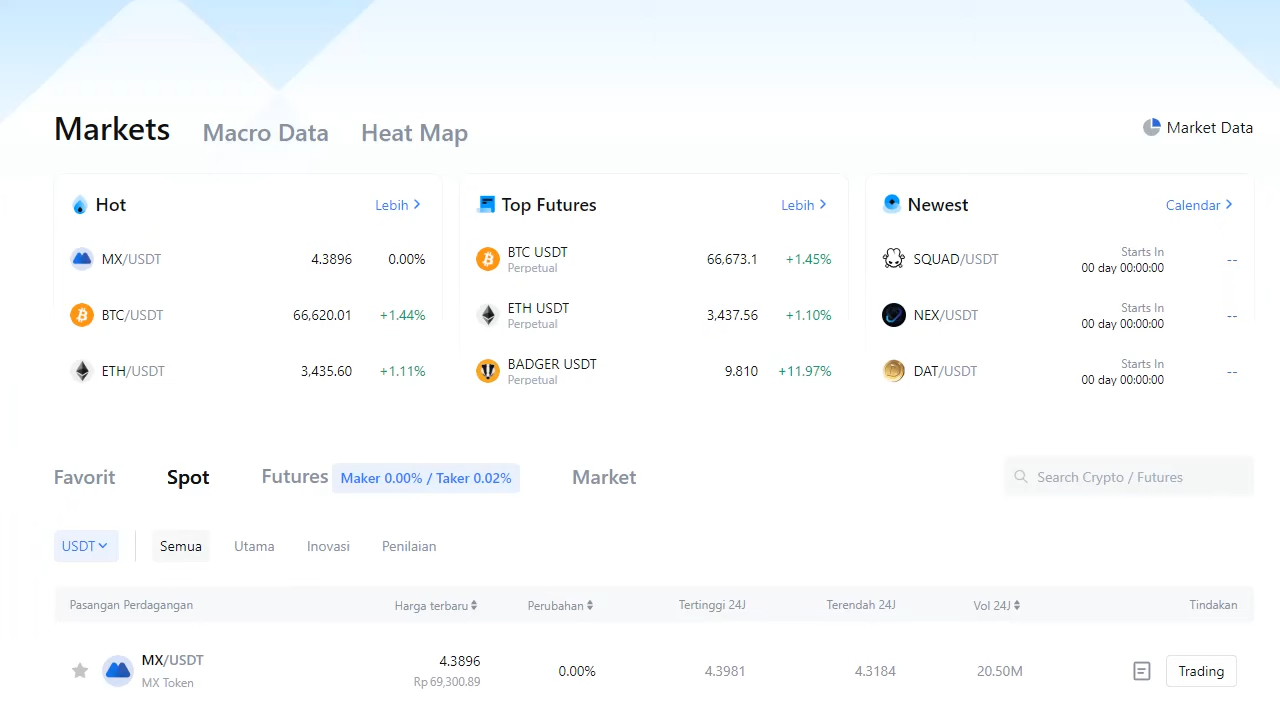 Markets Macro Data Heat Map
Market Data
Hot Lebih
MX/USDT 4.3896 0.00%
BTC/USDT 66,620.01 +1.44%
ETH/USDT 3,435.60 +1.11%
Top Futures Lebih
BTC USDT
Perpetual
66,673.1 +1.45%
ETH USDT
Perpetual
3,437.56 +1.10%
BADGER USDT
Perpetual
9.810 +11.97%
Newest Calendar
SQUAD/USDT
Starts In
00 day 00:00:00
--
NEX/USDT
Starts In
00 day 00:00:00
--
DAT/USDT
Starts In
00 day 00:00:00
--
Favorit Spot Futures Maker 0.00% / Taker 0.02% Market
Search Crypto / Futures
USDT Semua Utama Inovasi Penilaian
Pasangan Perdagangan Harga terbaru Perubahan Tertinggi 24J Terendah 24J Vol 24J Tindakan
MX/USDT
MX Token
4.3896
Rp 69,300.89
0.00% 4.3981 4.3184 20.50M Trading